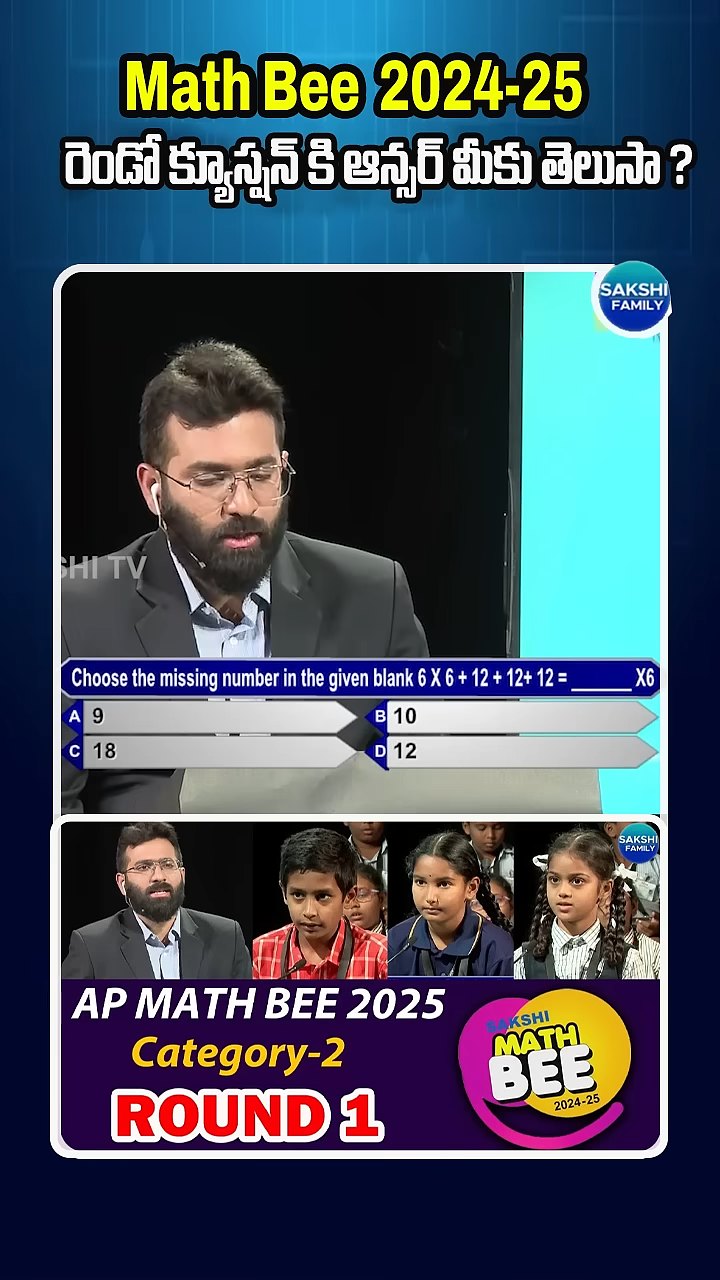 Math Bee 2024-25
రెండో క్యూస్షన్ కి ఆన్సర్ మీకు తెలుసా ?
SAKSHI
FAMILY
SHI TV
Choose the missing number in the given blank 6 X 6 + 12 + 12+ 12 = ______ X6
A 9
B 10
C 18
D 12
SAKSHI
FAMILY
AP MATH BEE 2025
Category-2
ROUND 1
SAKSHI
MATH
BEE
2024-25